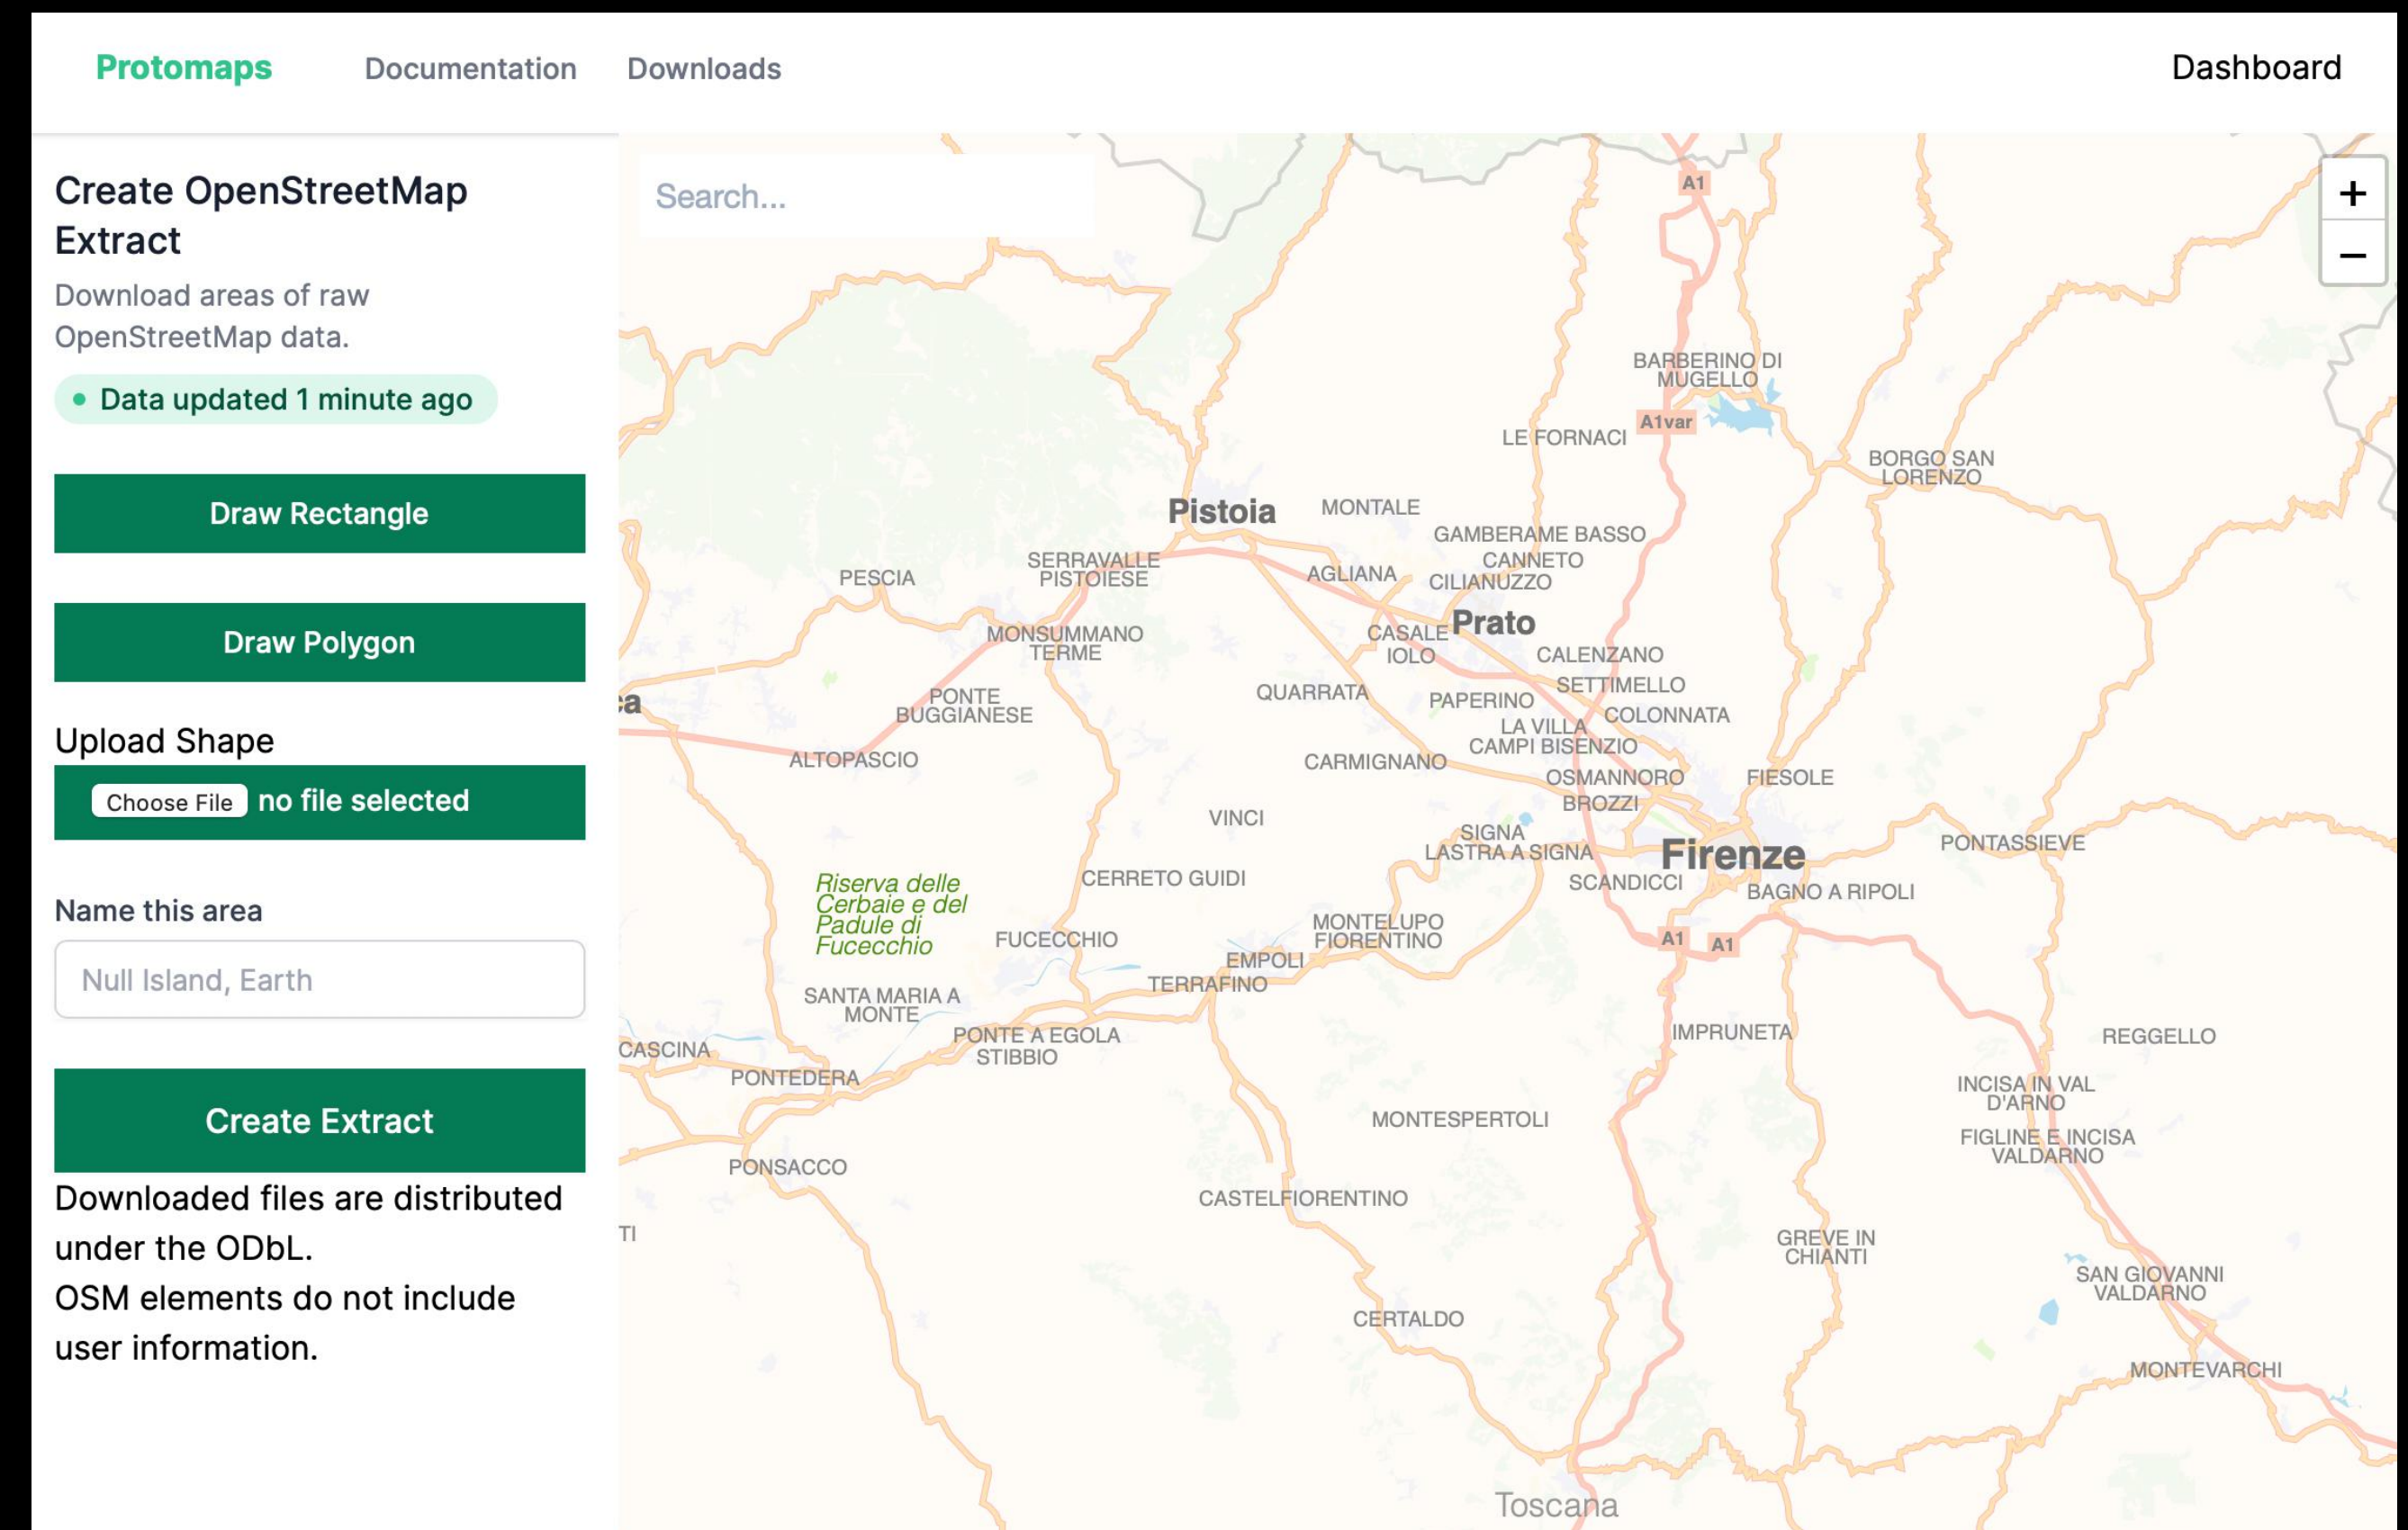 Protomaps
Documentation
Downloads
Dashboard
Create OpenStreetMap
Extract
Download areas of raw
OpenStreetMap data.
Data updated 1 minute ago
Draw Rectangle
Draw Polygon
Upload Shape
Choose File no file selected
Name this area
Null Island, Earth
Create Extract
Downloaded files are distributed
under the ODbL.
OSM elements do not include
user information.
Search...
+
−
A1
BARBERINO DI
MUGELLO
A1var
LE FORNACI
BORGO SAN
LORENZO
Pistoia
MONTALE
GAMBERAME BASSO
CANNETO
CILIANUZZO
SERRAVALLE
PISTOIESE
AGLIANA
PESCIA
Prato
MONSUMMANO
TERME
CASALE
IOLO
CALENZANO
SETTIMELLO
QUARRATA
PAPERINO
COLONNATA
PONTE
BUGGIANESE
ca
LA VILLA
CAMPI BISENZIO
ALTOPASCIO
CARMIGNANO
OSMANNORO
FIESOLE
BROZZI
VINCI
SIGNA
LASTRA A SIGNA
Firenze
PONTASSIEVE
SCANDICCI
BAGNO A RIPOLI
CERRETO GUIDI
Riserva delle
Cerbaie e del
Padule di
Fucecchio
FUCECCHIO
MONTELUPO
FIORENTINO
A1
A1
EMPOLI
TERRAFINO
SANTA MARIA A
MONTE
PONTE A EGOLA
STIBBIO
IMPRUNETA
REGGELLO
CASCINA
PONTEDERA
INCISA IN VAL
D'ARNO
MONTESPERTOLI
FIGLINE E INCISA
VALDARNO
PONSACCO
CASTELFIORENTINO
TI
GREVE IN
CHIANTI
SAN GIOVANNI
VALDARNO
CERTALDO
MONTEVARCHI
Toscana